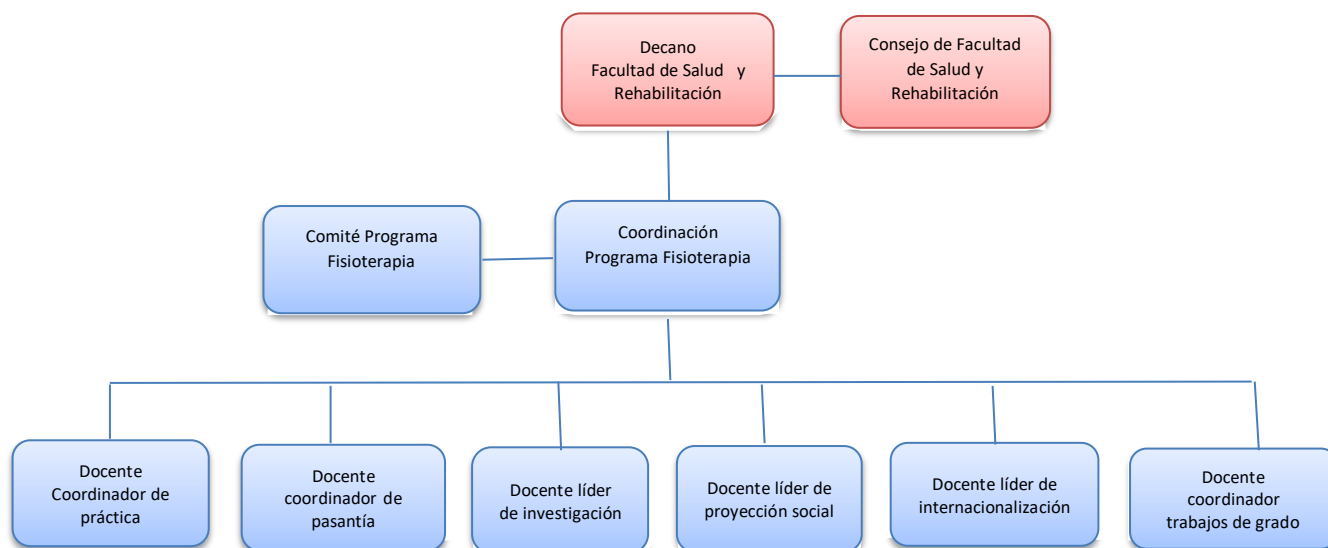 Decano
Facultad de Salud y
Rehabilitación
Consejo de Facultad
de Salud y
Rehabilitación
Comité Programa
Fisioterapia
Coordinación
Programa Fisioterapia
Docente
Coordinador de
práctica
Docente
coordinador de
pasantía
Docente líder
de investigación
Docente líder de
proyección social
Docente líder de
internacionalización
Docente
coordinador
trabajos de grado